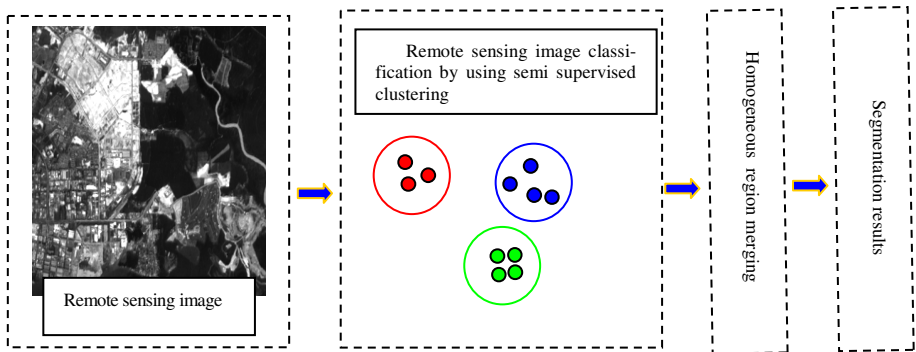 Remote sensing image
Remote sensing image classi-
fication by using semi supervised
clustering
Homogeneous region merging
Segmentation results